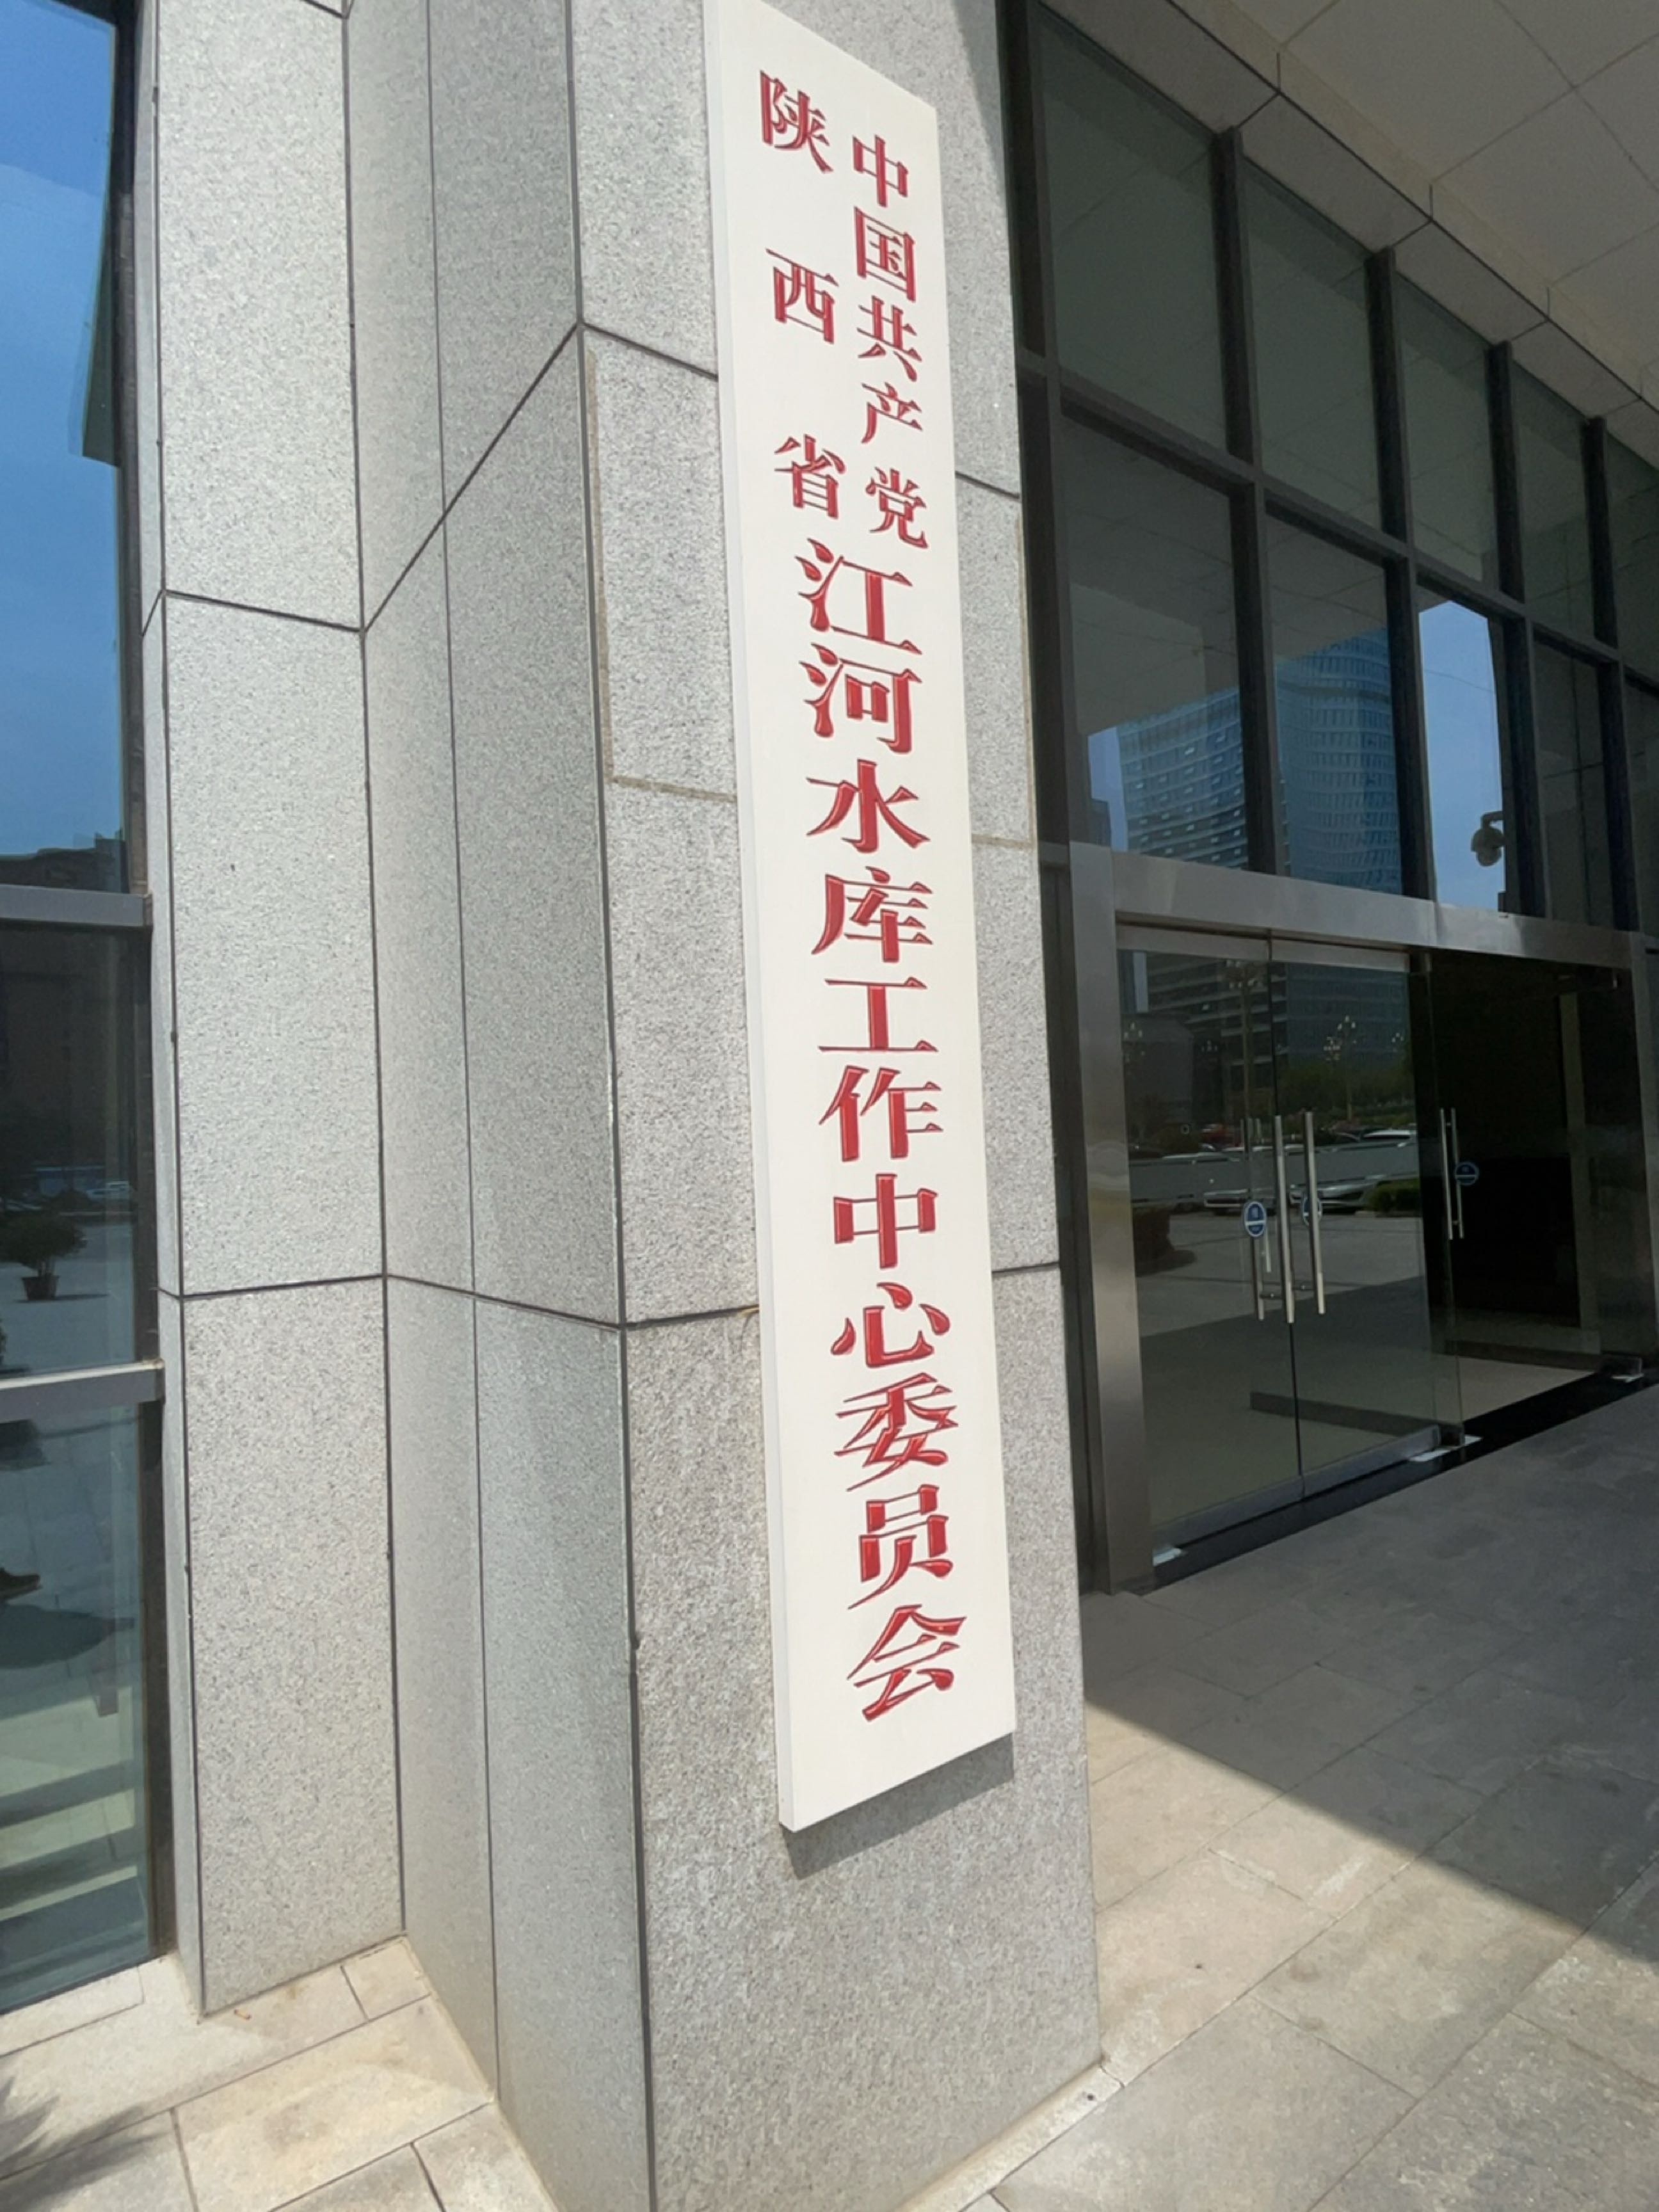 中国共产党
陕西省
江河水库工作中心委员会